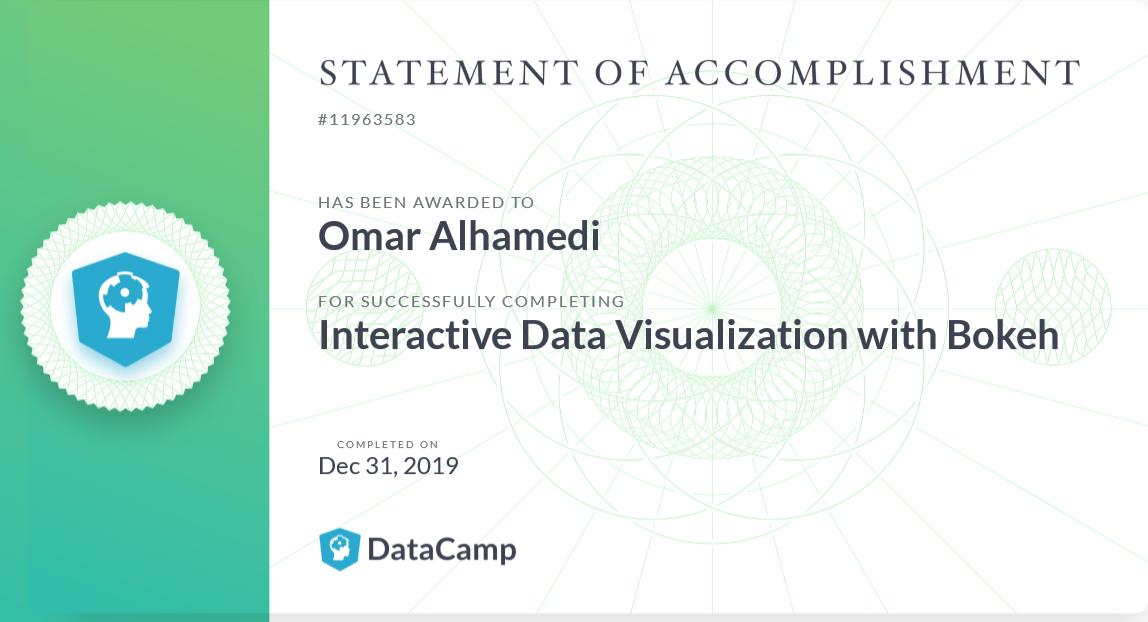 STATEMENT OF ACCOMPLISHMENT
#11963583
HAS BEEN AWARDED TO
Omar Alhamedi
FOR SUCCESSFULLY COMPLETING
Interactive Data Visualization with Bokeh
COMPLETED ON
Dec 31, 2019
DataCamp